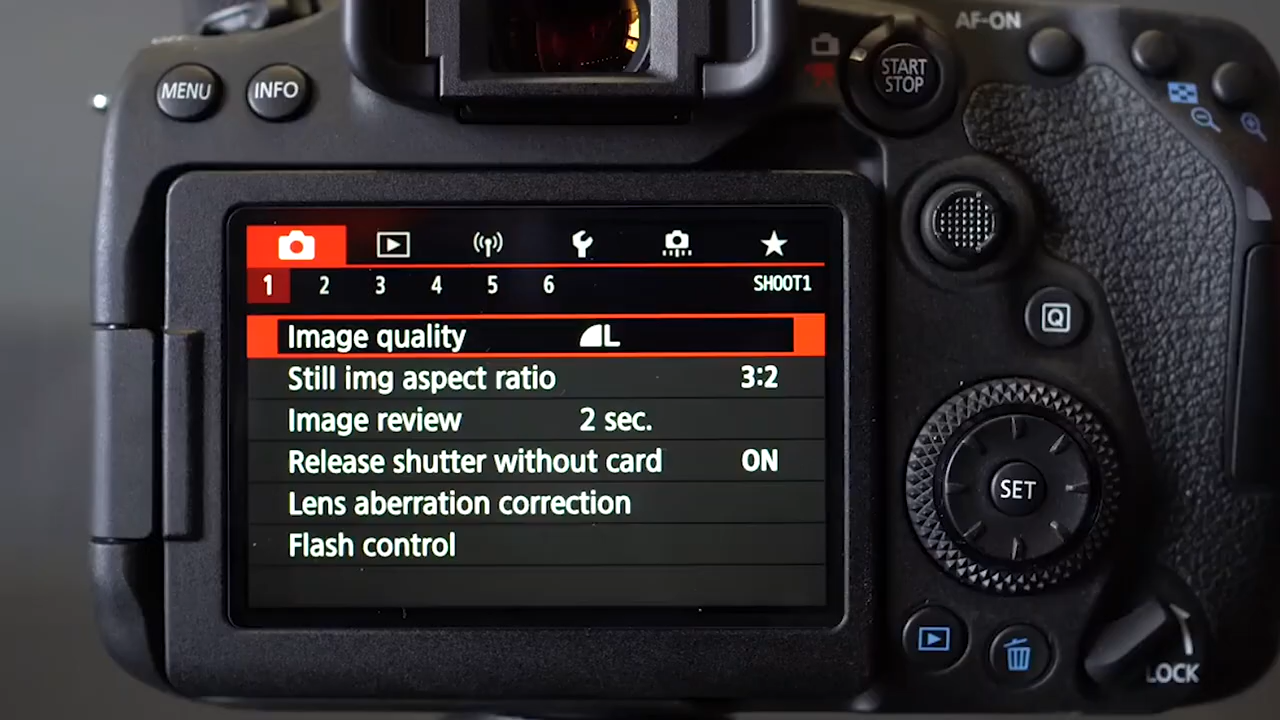 AF-ON
MENU
INFO
START
STOP
1 2 3 4 5 6 SHOOT1
Image quality L
Still img aspect ratio 3:2
Image review 2 sec.
Release shutter without card ON
Lens aberration correction
Flash control
Q
SET
LOCK